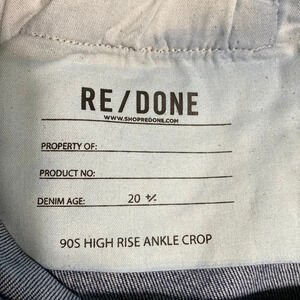 RE/DONE
WWW.SHOPREDONE.COM
PROPERTY OF:
PRODUCT NO:
DENIM AGE: 20 +/-
90S HIGH RISE ANKLE CROP